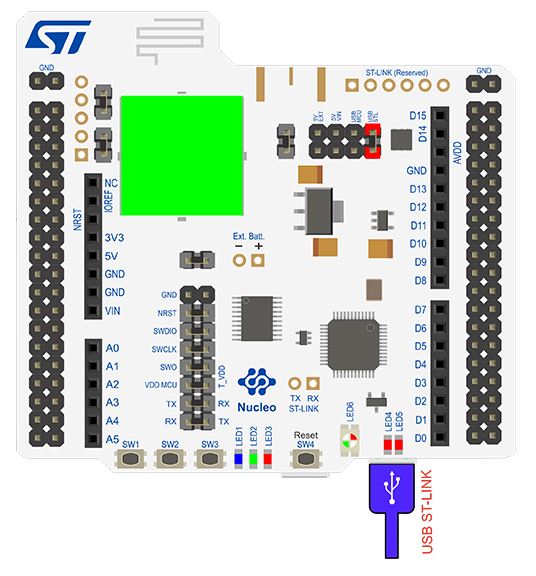 ST
GND
ST-LINK (Reserved)
GND
5V
EXT
5V
VIN
USB
MCU
USB
STL
D15
D14
AVDD
GND
D13
D12
D11
D10
D9
D8
NC
IOREF
NRST
3V3
5V
GND
GND
VIN
Ext. Batt.
− +
GND
NRST
SWDIO
SWCLK
SWO
VDD MCU
T_VDD
TX RX
RX TX
D7
D6
D5
D4
D3
D2
D1
D0
A0
A1
A2
A3
A4
A5
Nucleo
TX RX
ST-LINK
SW1
SW2
SW3
LED1
LED2
LED3
Reset
SW4
LED6
LED4
LED5
USB ST-LINK